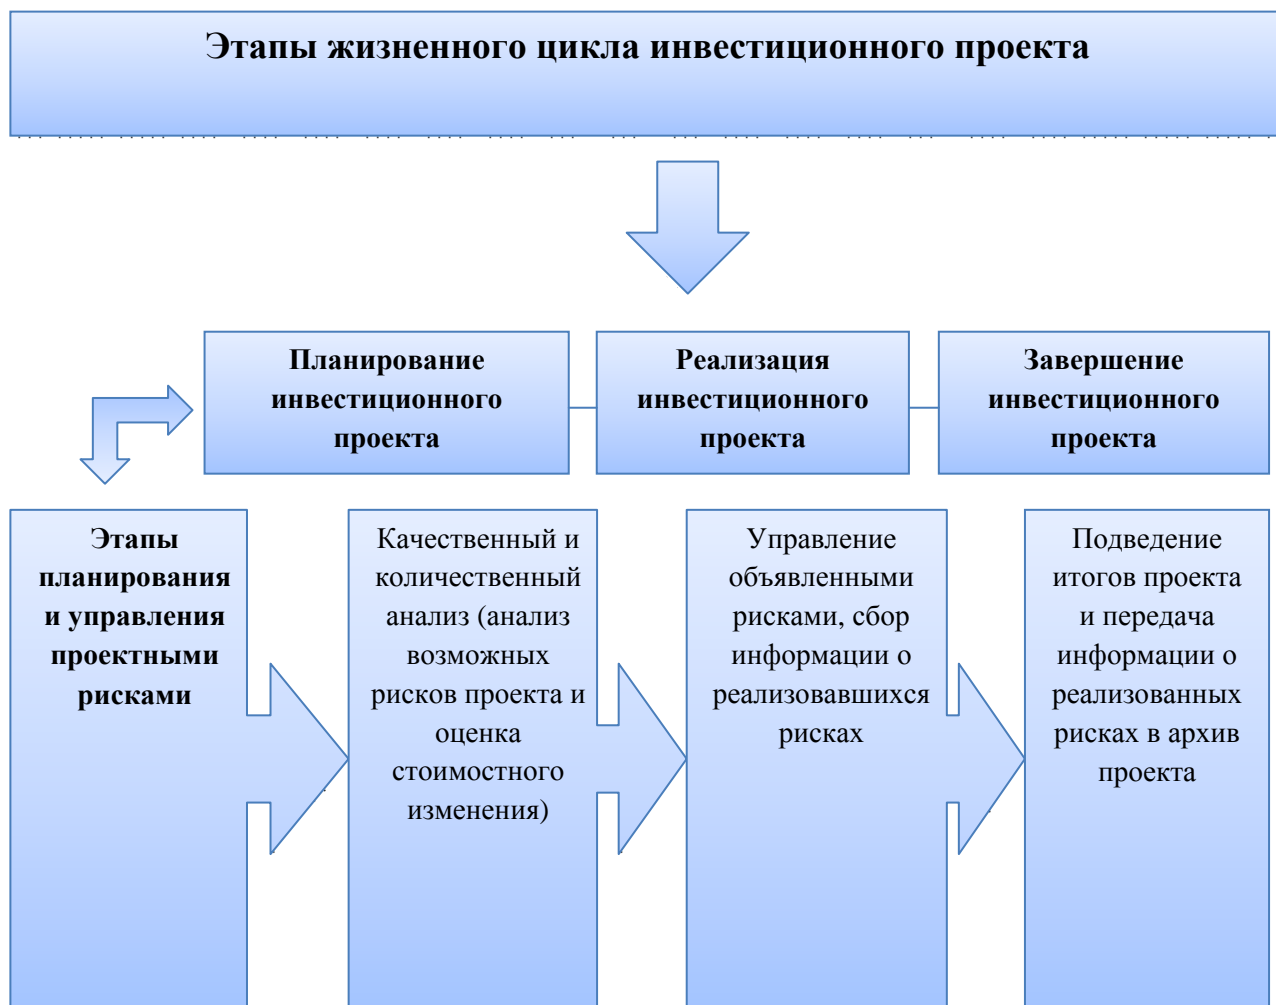 Этапы жизненного цикла инвестиционного проекта
Планирование
инвестиционного
проекта
Реализация
инвестиционного
проекта
Завершение
инвестиционного
проекта
Этапы
планирования
и управления
проектными
рисками
Качественный и
количественный
анализ (анализ
возможных
рисков проекта и
оценка
стоимостного
изменения)
Управление
объявленными
рисками, сбор
информации о
реализовавшихся
рисках
Подведение
итогов проекта
и передача
информации о
реализованных
рисках в архив
проекта